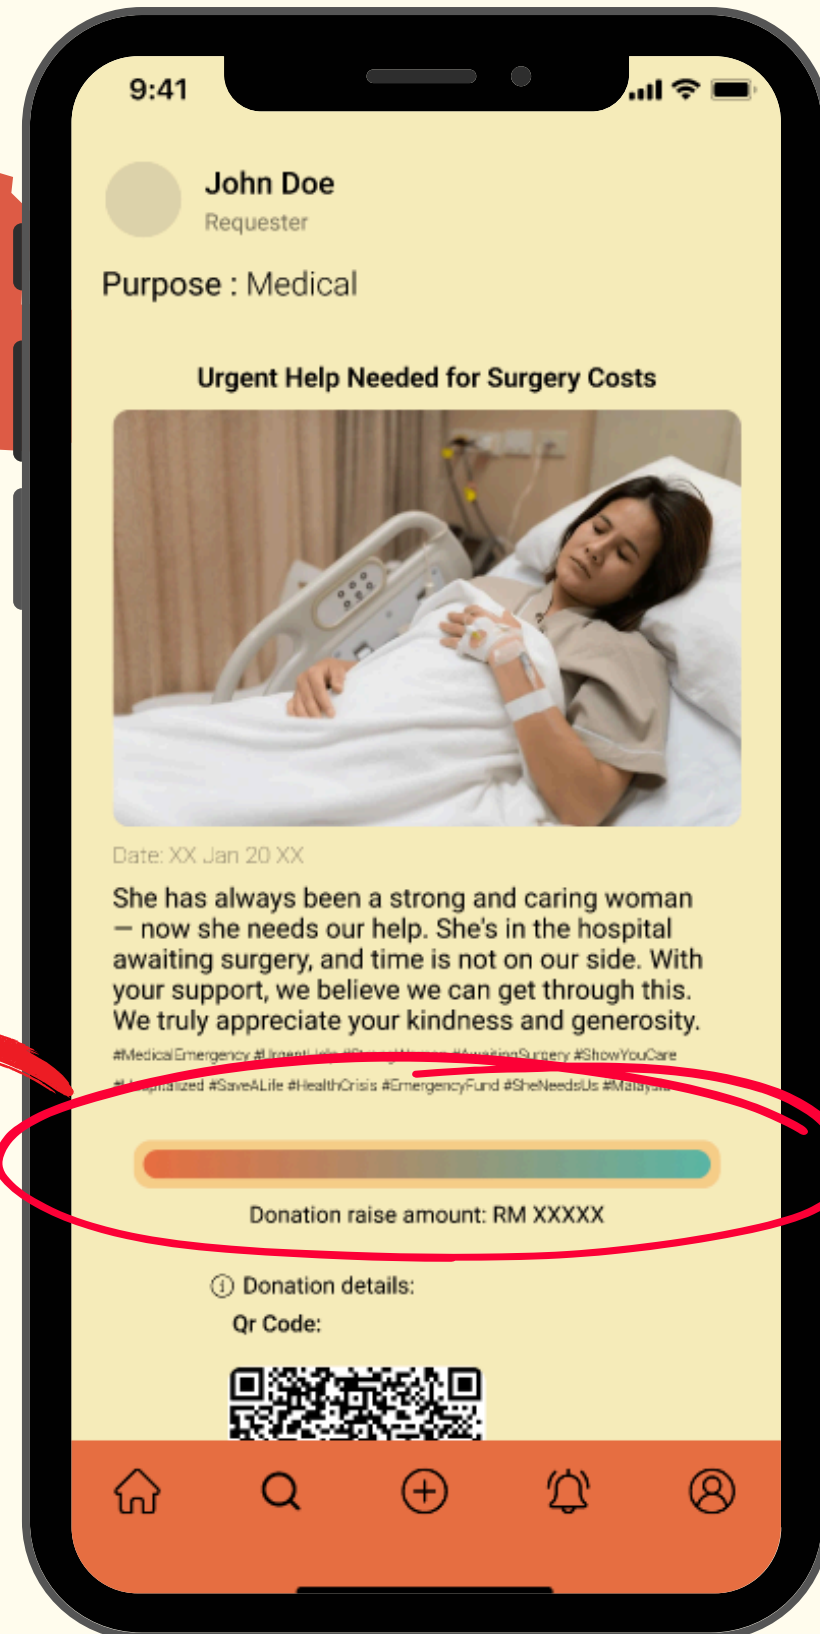 9:41
John Doe
Requester
Purpose : Medical
Urgent Help Needed for Surgery Costs
Date: XX Jan 20 XX
She has always been a strong and caring woman
— now she needs our help. She's in the hospital
awaiting surgery, and time is not on our side. With
your support, we believe we can get through this.
We truly appreciate your kindness and generosity.
#MedicalEmergency #UrgentHelp #StrongWoman #AwaitingSurgery #ShowYouCare
#Hospitalized #SaveALife #HealthCrisis #EmergencyFund #SheNeedsUs #Malaysia
Donation raise amount: RM XXXXX
Donation details:
Qr Code: